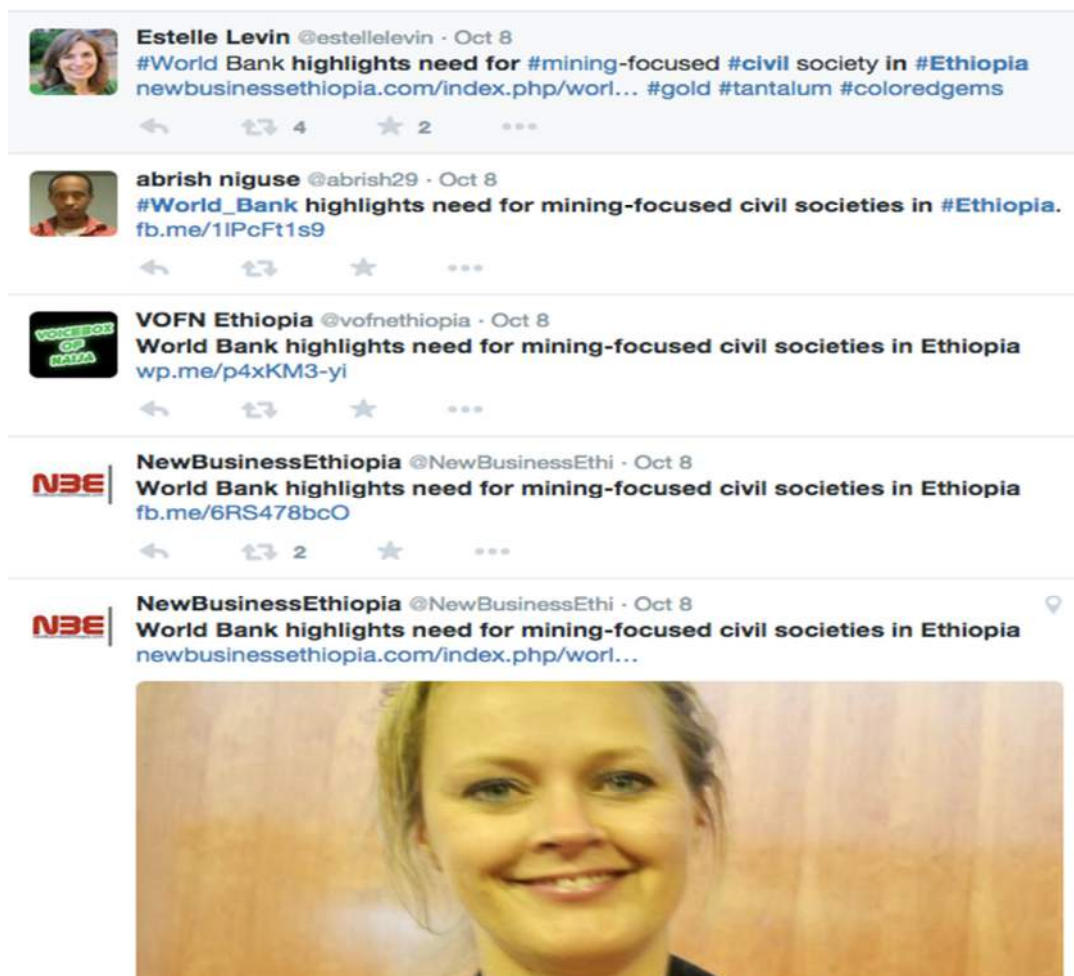 Estelle Levin @estellelevin · Oct 8
#World Bank highlights need for #mining-focused #civil society in #Ethiopia
newbusinessethiopia.com/index.php/worl... #gold #tantalum #coloredgems
4 2
abrish niguse @abrish29 · Oct 8
#World_Bank highlights need for mining-focused civil societies in #Ethiopia.
fb.me/1lPcFt1s9
VOFN Ethiopia @vofnethiopia · Oct 8
VOICEBOX
OF
NAIJA
World Bank highlights need for mining-focused civil societies in Ethiopia
wp.me/p4xKM3-yi
NewBusinessEthiopia @NewBusinessEthi · Oct 8
NBE
World Bank highlights need for mining-focused civil societies in Ethiopia
fb.me/6RS478bcO
2
NewBusinessEthiopia @NewBusinessEthi · Oct 8
NBE
World Bank highlights need for mining-focused civil societies in Ethiopia
newbusinessethiopia.com/index.php/worl...